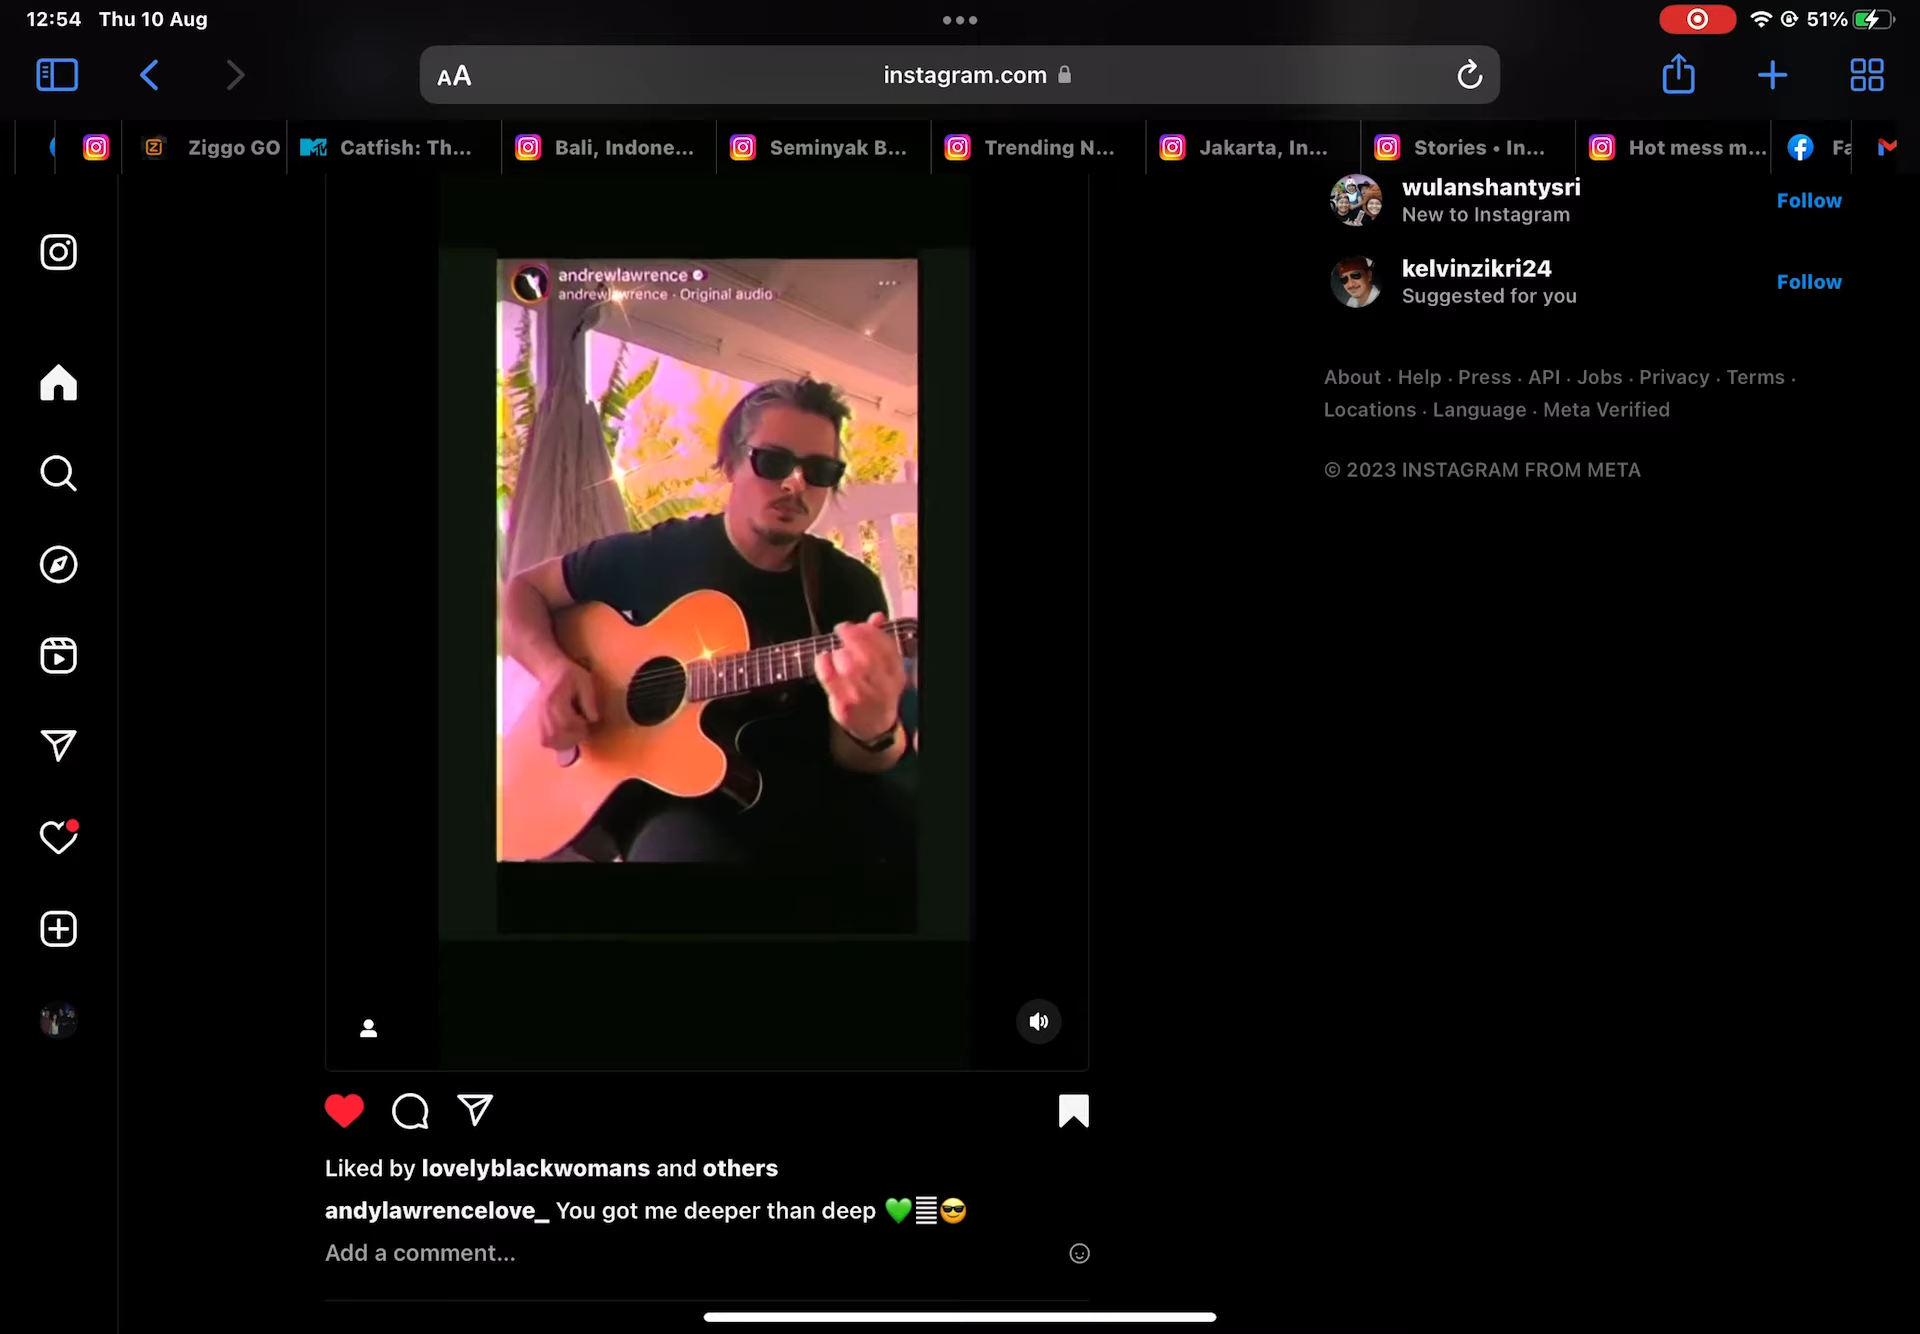 12:54 Thu 10 Aug
51%
AA
instagram.com
Ziggo GO
Catfish: Th...
Bali, Indone...
Seminyak B...
Trending N...
Jakarta, In...
Stories • In...
Hot mess m...
Fa
wulanshantysri
New to Instagram
Follow
kelvinzikri24
Suggested for you
Follow
About · Help · Press · API · Jobs · Privacy · Terms ·
Locations · Language · Meta Verified
© 2023 INSTAGRAM FROM META
andrewlawrence
andrewlawrence · Original audio
Liked by lovelyblackwomans and others
andylawrencelove_ You got me deeper than deep 💚𝄛😎
Add a comment...